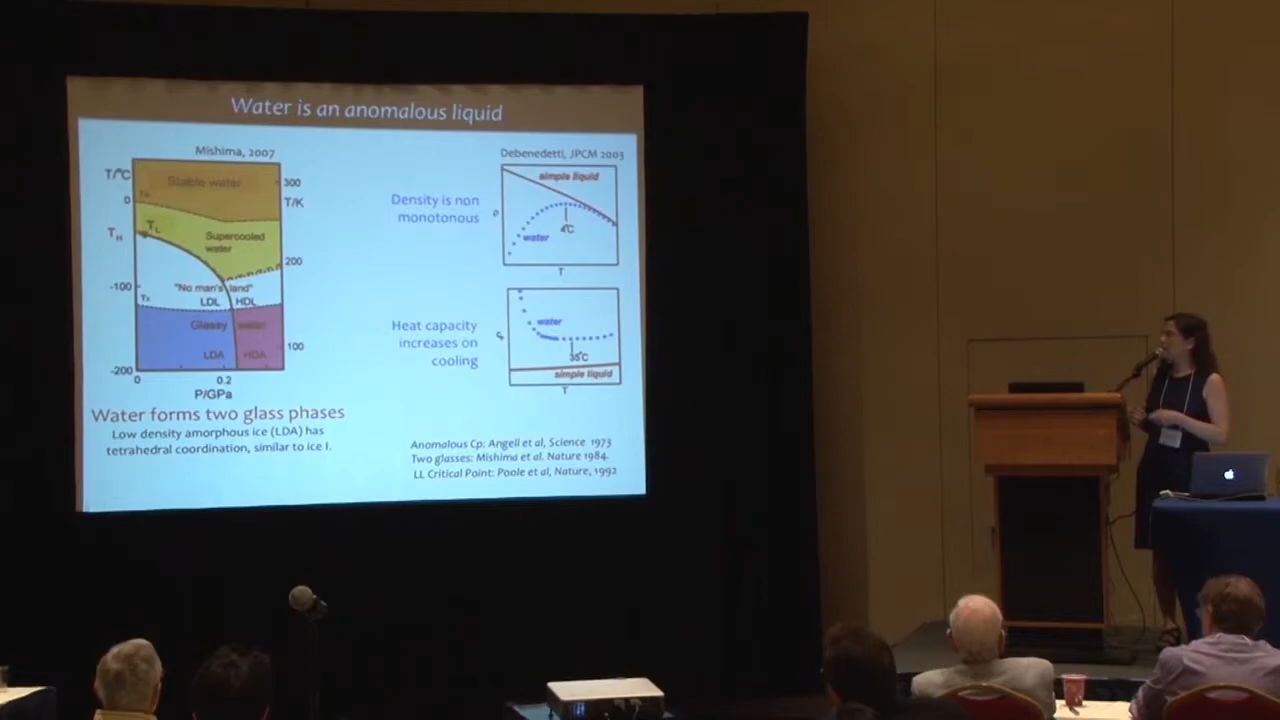 Water is an anomalous liquid
Mishima, 2007
T/°C
Stable water
300
T/K
0
T_H
T_L
Supercooled
water
200
-100
"No man's land"
LDL HDL
Tx
Glassy water
100
LDA HDA
-200
0 0.2
P/GPa
Water forms two glass phases
Low density amorphous ice (LDA) has
tetrahedral coordination, similar to ice I.
Debenedetti, JPCM 2003
Density is non
monotonous
simple liquid
ρ
4°C
water
T
Heat capacity
increases on
cooling
water
35°C
simple liquid
T
Anomalous Cp: Angell et al, Science 1973
Two glasses: Mishima et al. Nature 1984.
LL Critical Point: Poole et al, Nature, 1992